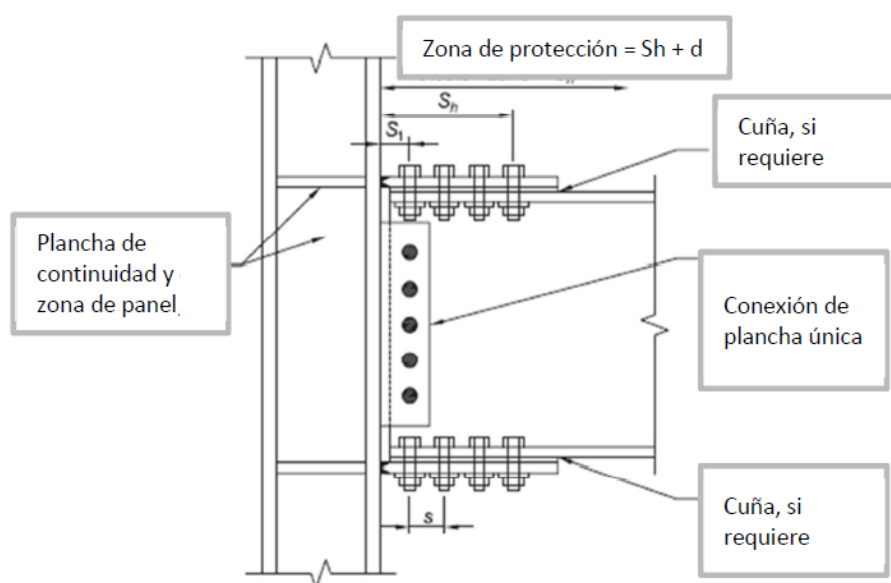 Zona de protección = Sh + d
Sh
S1
Cuña, si
requiere
Plancha de
continuidad y
zona de panel
Conexión de
plancha única
Cuña, si
requiere
s